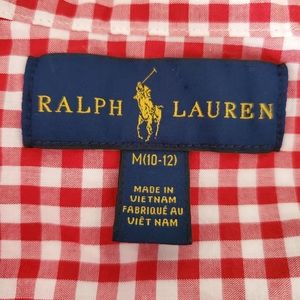 RALPH LAUREN
M(10-12)
MADE IN
VIETNAM
FABRIQUÉ AU
VIÊT NAM